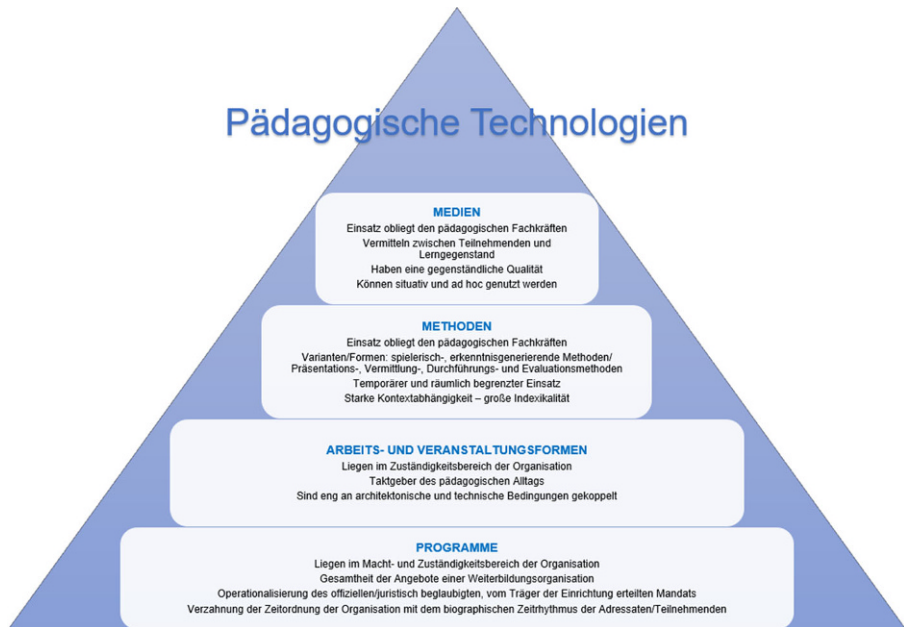 Pädagogische Technologien
MEDIEN
Einsatz obliegt den pädagogischen Fachkräften
Vermitteln zwischen Teilnehmenden und
Lerngegenstand
Haben eine gegenständliche Qualität
Können situativ und ad hoc genutzt werden
METHODEN
Einsatz obliegt den pädagogischen Fachkräften
Varianten/Formen: spielerisch-, erkenntnisgenerierende Methoden/
Präsentations-, Vermittlung-, Durchführungs- und Evaluationsmethoden
Temporärer und räumlich begrenzter Einsatz
Starke Kontextabhängigkeit – große Indexikalität
ARBEITS- UND VERANSTALTUNGSFORMEN
Liegen im Zuständigkeitsbereich der Organisation
Taktgeber des pädagogischen Alltags
Sind eng an architektonische und technische Bedingungen gekoppelt
PROGRAMME
Liegen im Macht- und Zuständigkeitsbereich der Organisation
Gesamtheit der Angebote einer Weiterbildungsorganisation
Operationalisierung des offiziellen/juristisch beglaubigten, vom Träger der Einrichtung erteilten Mandats
Verzahnung der Zeitordnung der Organisation mit dem biographischen Zeitrhythmus der Adressaten/Teilnehmenden